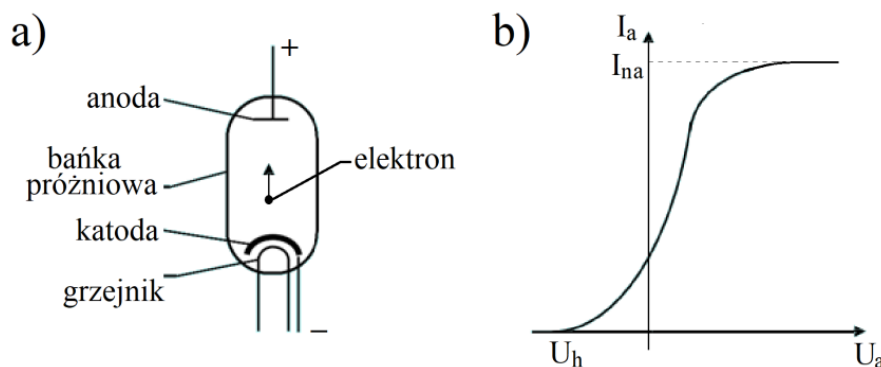 a)
+
anoda
bańka
próżniowa
elektron
katoda
grzejnik
–
b)
Ia
Ina
Uh
Ua